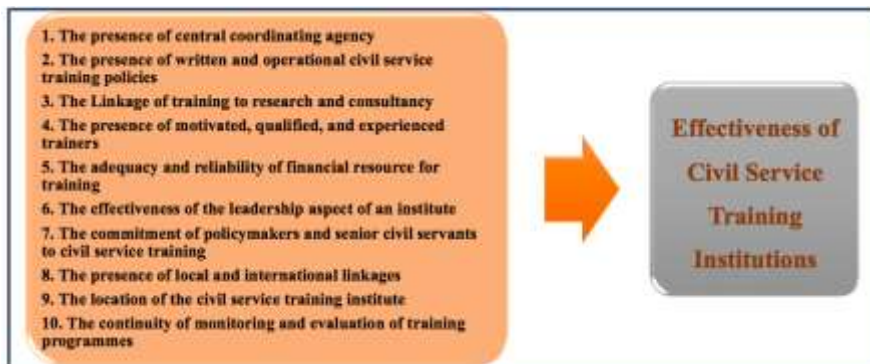 1. The presence of central coordinating agency
2. The presence of written and operational civil service
training policies
3. The Linkage of training to research and consultancy
4. The presence of motivated, qualified, and experienced
trainers
5. The adequacy and reliability of financial resource for
training
6. The effectiveness of the leadership aspect of an institute
7. The commitment of policymakers and senior civil servants
to civil service training
8. The presence of local and international linkages
9. The location of the civil service training institute
10. The continuity of monitoring and evaluation of training
programmes
Effectiveness of
Civil Service
Training
Institutions